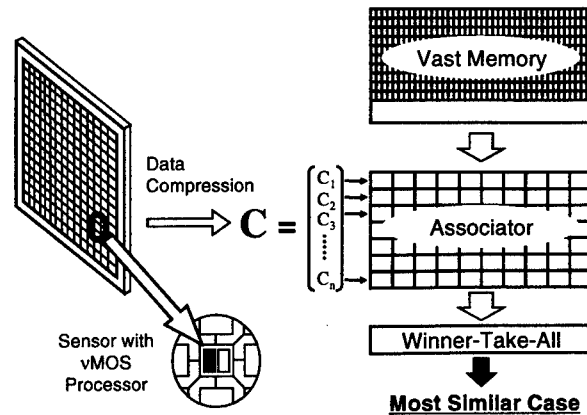 Vast Memory
Data
Compression
C =
C1
C2
C3
Cn
Associator
Sensor with
vMOS
Processor
Winner-Take-All
Most Similar Case